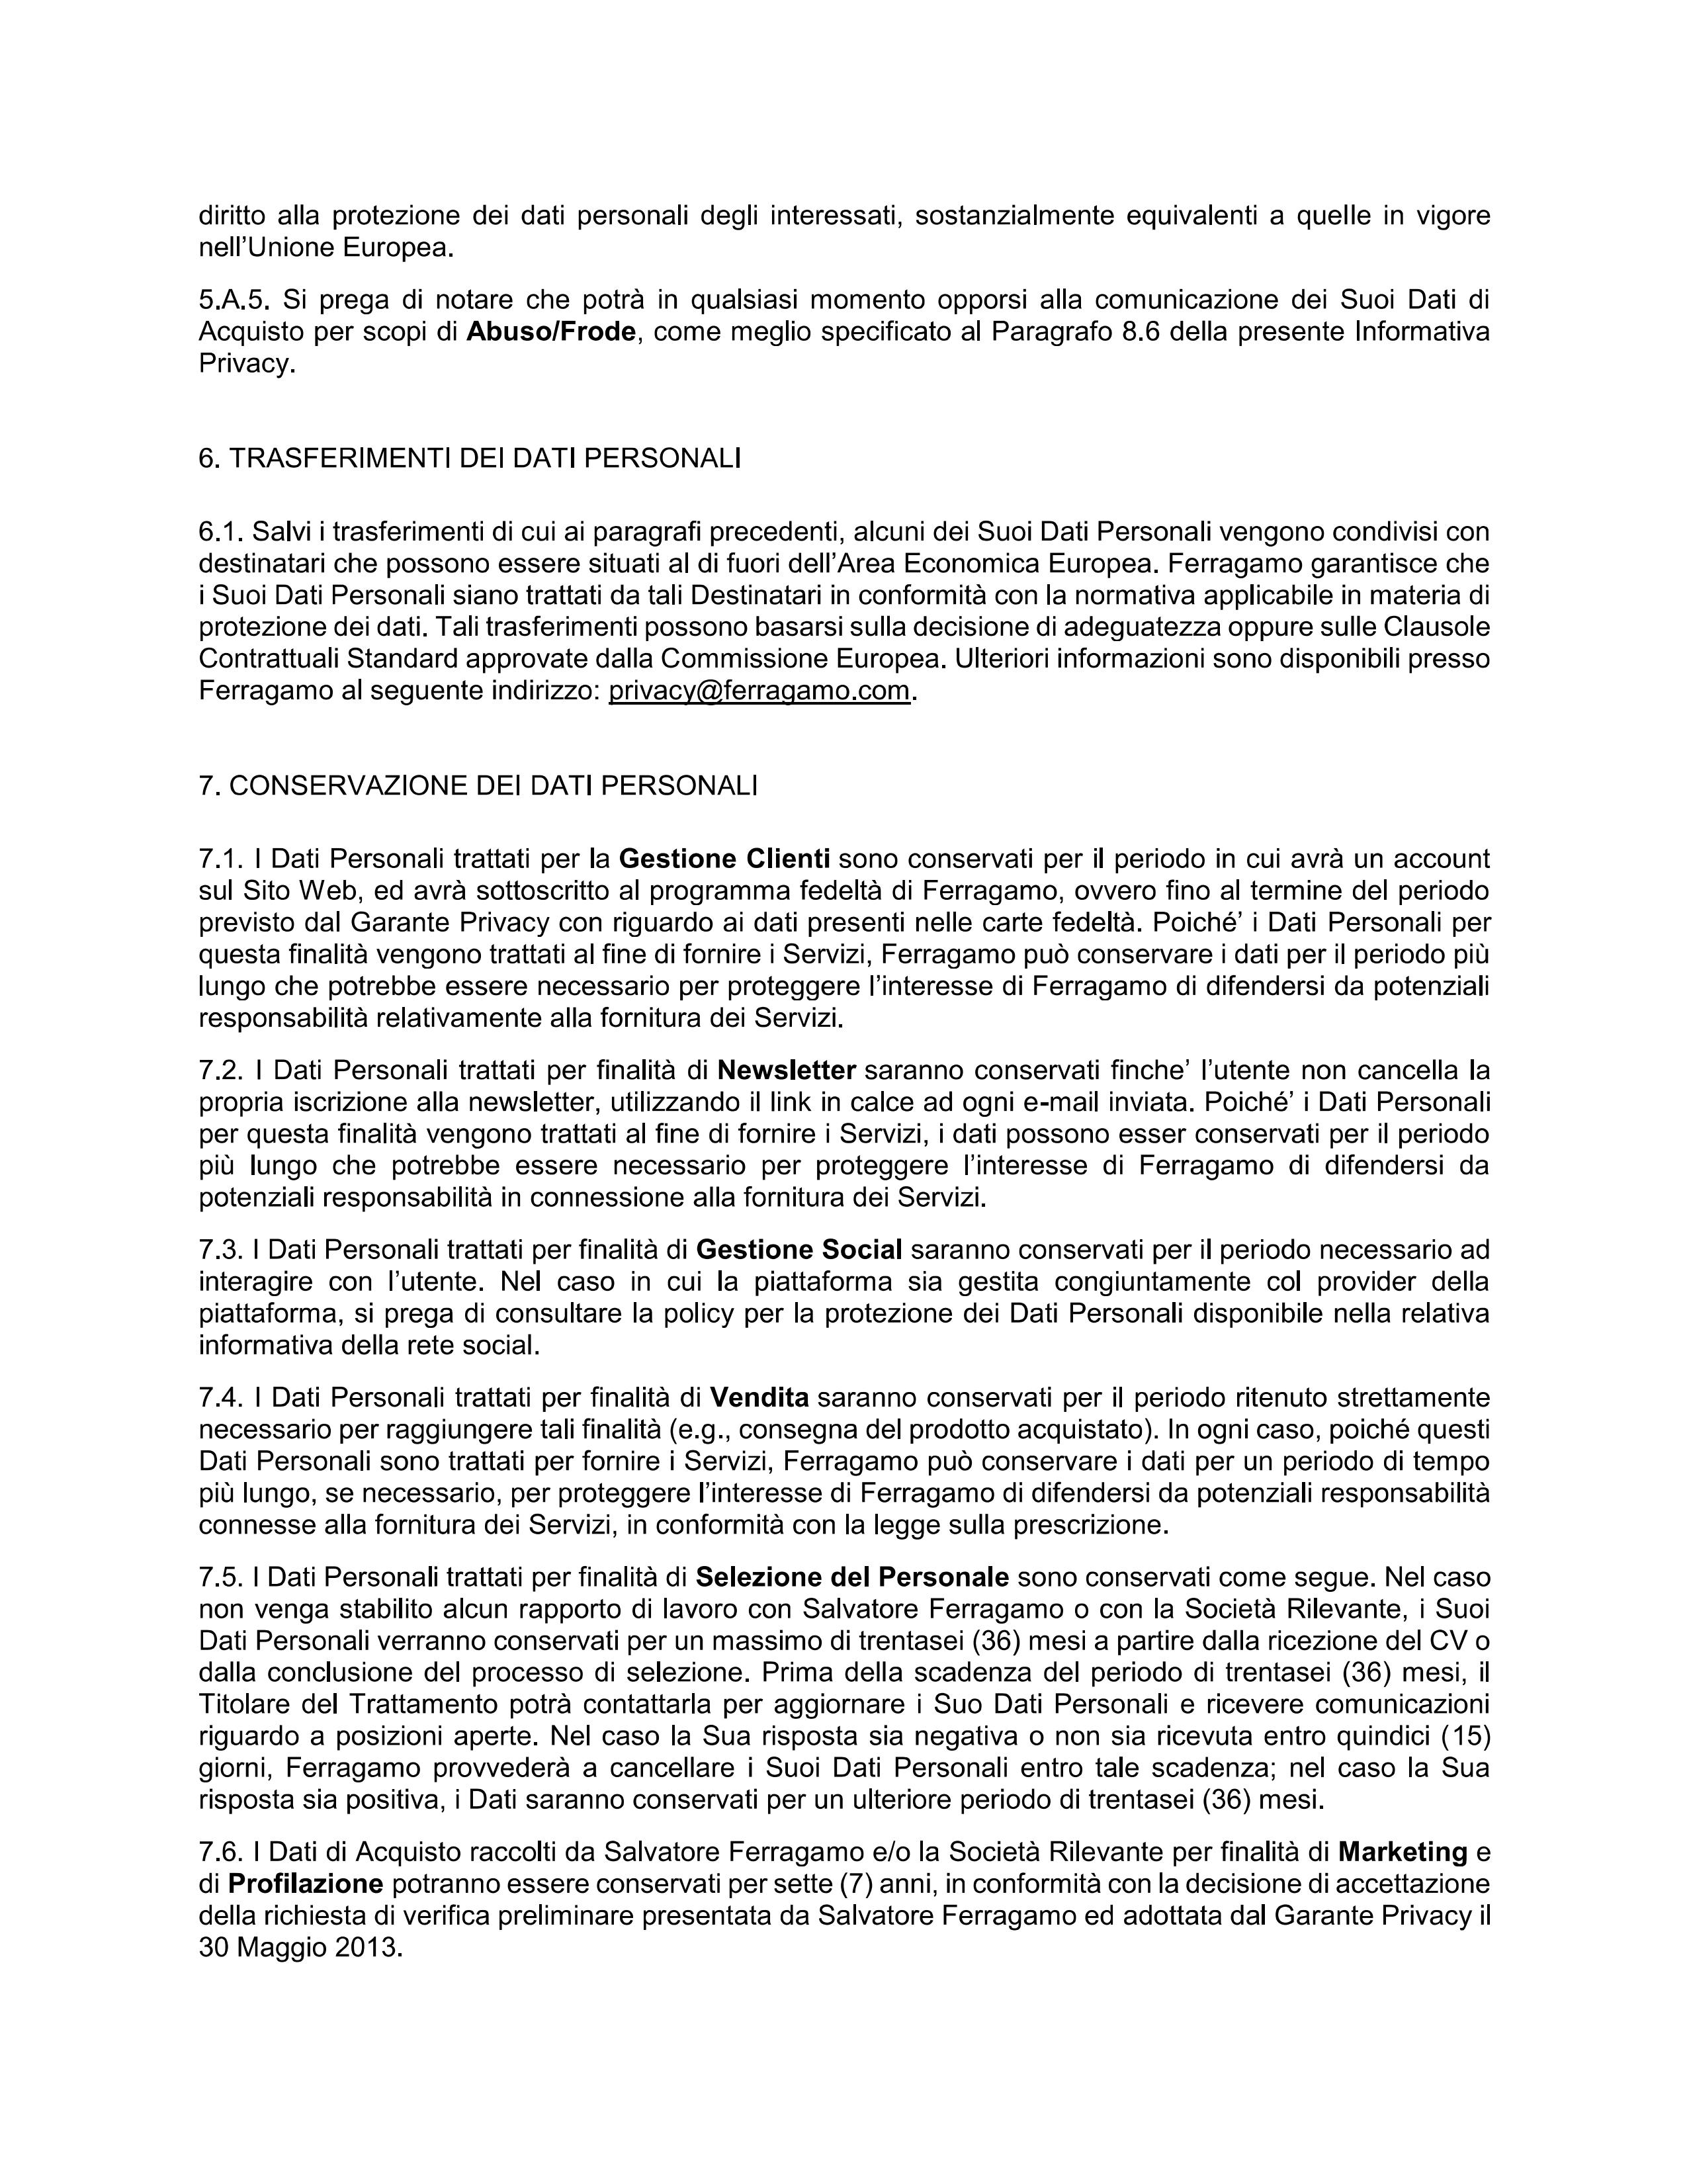 diritto alla protezione dei dati personali degli interessati, sostanzialmente equivalenti a quelle in vigore
nell’Unione Europea.
5.A.5. Si prega di notare che potrà in qualsiasi momento opporsi alla comunicazione dei Suoi Dati di
Acquisto per scopi di Abuso/Frode, come meglio specificato al Paragrafo 8.6 della presente Informativa
Privacy.
6. TRASFERIMENTI DEI DATI PERSONALI
6.1. Salvi i trasferimenti di cui ai paragrafi precedenti, alcuni dei Suoi Dati Personali vengono condivisi con
destinatari che possono essere situati al di fuori dell’Area Economica Europea. Ferragamo garantisce che
i Suoi Dati Personali siano trattati da tali Destinatari in conformità con la normativa applicabile in materia di
protezione dei dati. Tali trasferimenti possono basarsi sulla decisione di adeguatezza oppure sulle Clausole
Contrattuali Standard approvate dalla Commissione Europea. Ulteriori informazioni sono disponibili presso
Ferragamo al seguente indirizzo: privacy@ferragamo.com.
7. CONSERVAZIONE DEI DATI PERSONALI
7.1. I Dati Personali trattati per la Gestione Clienti sono conservati per il periodo in cui avrà un account
sul Sito Web, ed avrà sottoscritto al programma fedeltà di Ferragamo, ovvero fino al termine del periodo
previsto dal Garante Privacy con riguardo ai dati presenti nelle carte fedeltà. Poiché’ i Dati Personali per
questa finalità vengono trattati al fine di fornire i Servizi, Ferragamo può conservare i dati per il periodo più
lungo che potrebbe essere necessario per proteggere l’interesse di Ferragamo di difendersi da potenziali
responsabilità relativamente alla fornitura dei Servizi.
7.2. I Dati Personali trattati per finalità di Newsletter saranno conservati finche’ l’utente non cancella la
propria iscrizione alla newsletter, utilizzando il link in calce ad ogni e-mail inviata. Poiché’ i Dati Personali
per questa finalità vengono trattati al fine di fornire i Servizi, i dati possono esser conservati per il periodo
più lungo che potrebbe essere necessario per proteggere l’interesse di Ferragamo di difendersi da
potenziali responsabilità in connessione alla fornitura dei Servizi.
7.3. I Dati Personali trattati per finalità di Gestione Social saranno conservati per il periodo necessario ad
interagire con l’utente. Nel caso in cui la piattaforma sia gestita congiuntamente col provider della
piattaforma, si prega di consultare la policy per la protezione dei Dati Personali disponibile nella relativa
informativa della rete social.
7.4. I Dati Personali trattati per finalità di Vendita saranno conservati per il periodo ritenuto strettamente
necessario per raggiungere tali finalità (e.g., consegna del prodotto acquistato). In ogni caso, poiché questi
Dati Personali sono trattati per fornire i Servizi, Ferragamo può conservare i dati per un periodo di tempo
più lungo, se necessario, per proteggere l’interesse di Ferragamo di difendersi da potenziali responsabilità
connesse alla fornitura dei Servizi, in conformità con la legge sulla prescrizione.
7.5. I Dati Personali trattati per finalità di Selezione del Personale sono conservati come segue. Nel caso
non venga stabilito alcun rapporto di lavoro con Salvatore Ferragamo o con la Società Rilevante, i Suoi
Dati Personali verranno conservati per un massimo di trentasei (36) mesi a partire dalla ricezione del CV o
dalla conclusione del processo di selezione. Prima della scadenza del periodo di trentasei (36) mesi, il
Titolare del Trattamento potrà contattarla per aggiornare i Suo Dati Personali e ricevere comunicazioni
riguardo a posizioni aperte. Nel caso la Sua risposta sia negativa o non sia ricevuta entro quindici (15)
giorni, Ferragamo provvederà a cancellare i Suoi Dati Personali entro tale scadenza; nel caso la Sua
risposta sia positiva, i Dati saranno conservati per un ulteriore periodo di trentasei (36) mesi.
7.6. I Dati di Acquisto raccolti da Salvatore Ferragamo e/o la Società Rilevante per finalità di Marketing e
di Profilazione potranno essere conservati per sette (7) anni, in conformità con la decisione di accettazione
della richiesta di verifica preliminare presentata da Salvatore Ferragamo ed adottata dal Garante Privacy il
30 Maggio 2013.